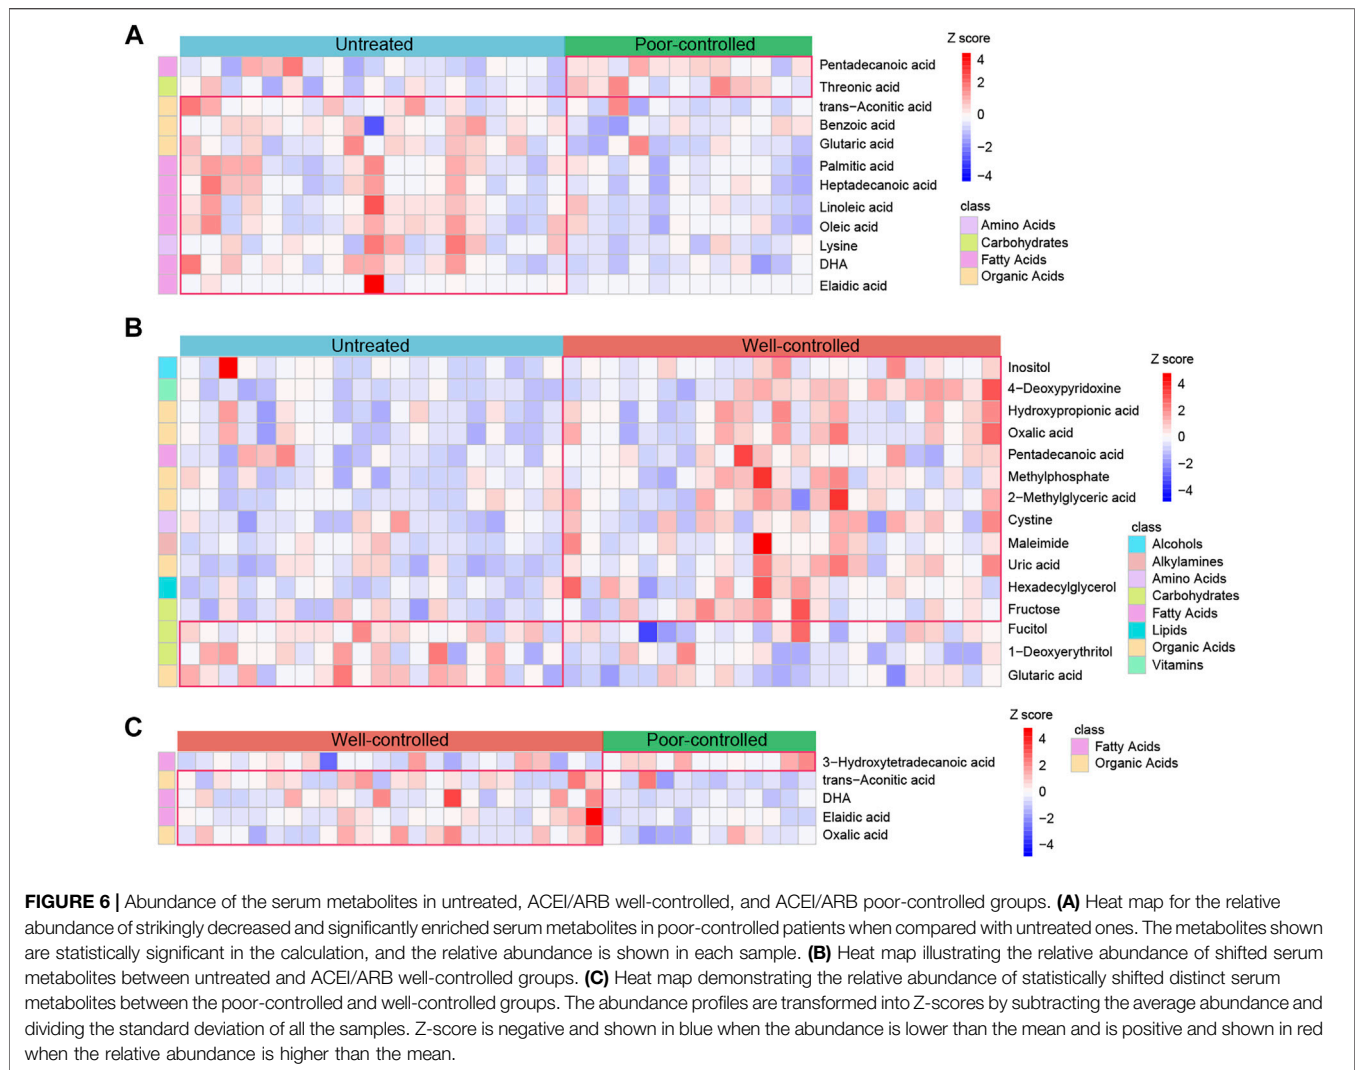 A
Untreated
Poor-controlled
Z score
4
2
0
−2
−4
Pentadecanoic acid
Threonic acid
trans−Aconitic acid
Benzoic acid
Glutaric acid
Palmitic acid
Heptadecanoic acid
Linoleic acid
Oleic acid
Lysine
DHA
Elaidic acid
class
Amino Acids
Carbohydrates
Fatty Acids
Organic Acids
B
Untreated
Well-controlled
Z score
4
2
0
−2
−4
Inositol
4−Deoxypyridoxine
Hydroxypropionic acid
Oxalic acid
Pentadecanoic acid
Methylphosphate
2−Methylglyceric acid
Cystine
Maleimide
Uric acid
Hexadecylglycerol
Fructose
Fucitol
1−Deoxyerythritol
Glutaric acid
class
Alcohols
Alkylamines
Amino Acids
Carbohydrates
Fatty Acids
Lipids
Organic Acids
Vitamins
C
Well-controlled
Poor-controlled
Z score
4
2
0
−2
−4
3−Hydroxytetradecanoic acid
trans−Aconitic acid
DHA
Elaidic acid
Oxalic acid
class
Fatty Acids
Organic Acids
FIGURE 6 | Abundance of the serum metabolites in untreated, ACEI/ARB well-controlled, and ACEI/ARB poor-controlled groups. (A) Heat map for the relative
abundance of strikingly decreased and significantly enriched serum metabolites in poor-controlled patients when compared with untreated ones. The metabolites shown
are statistically significant in the calculation, and the relative abundance is shown in each sample. (B) Heat map illustrating the relative abundance of shifted serum
metabolites between untreated and ACEI/ARB well-controlled groups. (C) Heat map demonstrating the relative abundance of statistically shifted distinct serum
metabolites between the poor-controlled and well-controlled groups. The abundance profiles are transformed into Z-scores by subtracting the average abundance and
dividing the standard deviation of all the samples. Z-score is negative and shown in blue when the abundance is lower than the mean and is positive and shown in red
when the relative abundance is higher than the mean.